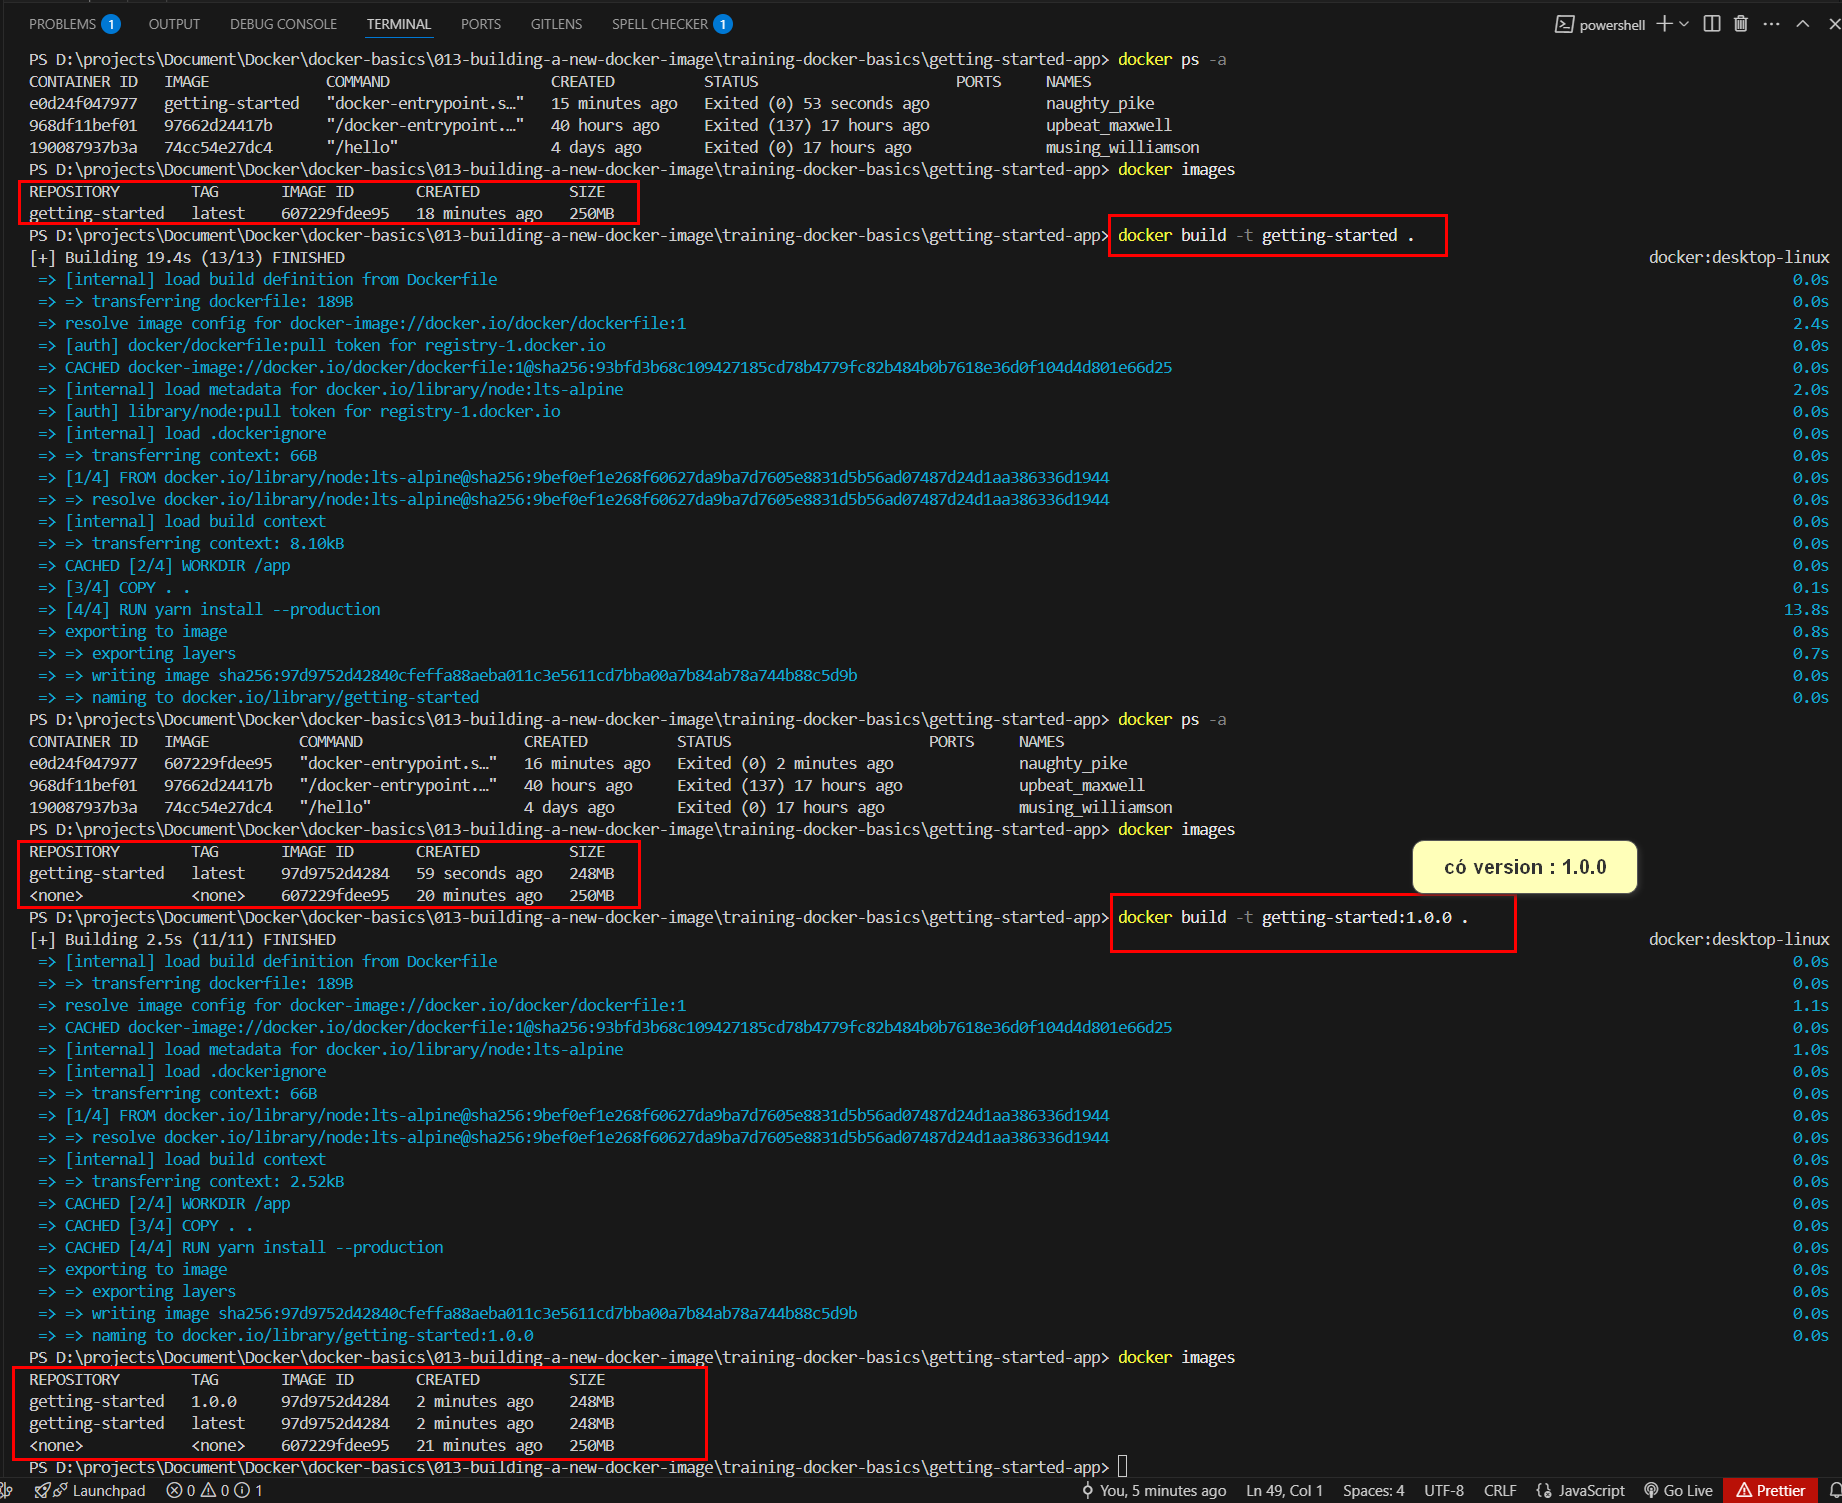 PROBLEMS 1 OUTPUT DEBUG CONSOLE TERMINAL PORTS GITLENS SPELL CHECKER 1 powershell
PS D:\projects\Document\Docker\docker-basics\013-building-a-new-docker-image\training-docker-basics\getting-started-app> docker ps -a
CONTAINER ID IMAGE COMMAND CREATED STATUS PORTS NAMES
e0d24f047977 getting-started "docker-entrypoint.s…" 15 minutes ago Exited (0) 53 seconds ago naughty_pike
968df11bef01 97662d24417b "/docker-entrypoint.…" 40 hours ago Exited (137) 17 hours ago upbeat_maxwell
190087937b3a 74cc54e27dc4 "/hello" 4 days ago Exited (0) 17 hours ago musing_williamson
PS D:\projects\Document\Docker\docker-basics\013-building-a-new-docker-image\training-docker-basics\getting-started-app> docker images
REPOSITORY TAG IMAGE ID CREATED SIZE
getting-started latest 607229fdee95 18 minutes ago 250MB
PS D:\projects\Document\Docker\docker-basics\013-building-a-new-docker-image\training-docker-basics\getting-started-app> docker build -t getting-started .
[+] Building 19.4s (13/13) FINISHED docker:desktop-linux
=> [internal] load build definition from Dockerfile 0.0s
=> => transferring dockerfile: 189B 0.0s
=> resolve image config for docker-image://docker.io/docker/dockerfile:1 2.4s
=> [auth] docker/dockerfile:pull token for registry-1.docker.io 0.0s
=> CACHED docker-image://docker.io/docker/dockerfile:1@sha256:93bfd3b68c109427185cd78b4779fc82b484b0b7618e36d0f104d4d801e66d25 0.0s
=> [internal] load metadata for docker.io/library/node:lts-alpine 2.0s
=> [auth] library/node:pull token for registry-1.docker.io 0.0s
=> [internal] load .dockerignore 0.0s
=> => transferring context: 66B 0.0s
=> [1/4] FROM docker.io/library/node:lts-alpine@sha256:9bef0ef1e268f60627da9ba7d7605e8831d5b56ad07487d24d1aa386336d1944 0.0s
=> => resolve docker.io/library/node:lts-alpine@sha256:9bef0ef1e268f60627da9ba7d7605e8831d5b56ad07487d24d1aa386336d1944 0.0s
=> [internal] load build context 0.0s
=> => transferring context: 8.10kB 0.0s
=> CACHED [2/4] WORKDIR /app 0.0s
=> [3/4] COPY . . 0.1s
=> [4/4] RUN yarn install --production 13.8s
=> exporting to image 0.8s
=> => exporting layers 0.7s
=> => writing image sha256:97d9752d42840cfeffa88aeba011c3e5611cd7bba00a7b84ab78a744b88c5d9b 0.0s
=> => naming to docker.io/library/getting-started 0.0s
PS D:\projects\Document\Docker\docker-basics\013-building-a-new-docker-image\training-docker-basics\getting-started-app> docker ps -a
CONTAINER ID IMAGE COMMAND CREATED STATUS PORTS NAMES
e0d24f047977 607229fdee95 "docker-entrypoint.s…" 16 minutes ago Exited (0) 2 minutes ago naughty_pike
968df11bef01 97662d24417b "/docker-entrypoint.…" 40 hours ago Exited (137) 17 hours ago upbeat_maxwell
190087937b3a 74cc54e27dc4 "/hello" 4 days ago Exited (0) 17 hours ago musing_williamson
PS D:\projects\Document\Docker\docker-basics\013-building-a-new-docker-image\training-docker-basics\getting-started-app> docker images
REPOSITORY TAG IMAGE ID CREATED SIZE
getting-started latest 97d9752d4284 59 seconds ago 248MB
có version : 1.0.0
<none> <none> 607229fdee95 20 minutes ago 250MB
PS D:\projects\Document\Docker\docker-basics\013-building-a-new-docker-image\training-docker-basics\getting-started-app> docker build -t getting-started:1.0.0 .
[+] Building 2.5s (11/11) FINISHED docker:desktop-linux
=> [internal] load build definition from Dockerfile 0.0s
=> => transferring dockerfile: 189B 0.0s
=> resolve image config for docker-image://docker.io/docker/dockerfile:1 1.1s
=> CACHED docker-image://docker.io/docker/dockerfile:1@sha256:93bfd3b68c109427185cd78b4779fc82b484b0b7618e36d0f104d4d801e66d25 0.0s
=> [internal] load metadata for docker.io/library/node:lts-alpine 1.0s
=> [internal] load .dockerignore 0.0s
=> => transferring context: 66B 0.0s
=> [1/4] FROM docker.io/library/node:lts-alpine@sha256:9bef0ef1e268f60627da9ba7d7605e8831d5b56ad07487d24d1aa386336d1944 0.0s
=> => resolve docker.io/library/node:lts-alpine@sha256:9bef0ef1e268f60627da9ba7d7605e8831d5b56ad07487d24d1aa386336d1944 0.0s
=> [internal] load build context 0.0s
=> => transferring context: 2.52kB 0.0s
=> CACHED [2/4] WORKDIR /app 0.0s
=> CACHED [3/4] COPY . . 0.0s
=> CACHED [4/4] RUN yarn install --production 0.0s
=> exporting to image 0.0s
=> => exporting layers 0.0s
=> => writing image sha256:97d9752d42840cfeffa88aeba011c3e5611cd7bba00a7b84ab78a744b88c5d9b 0.0s
=> => naming to docker.io/library/getting-started:1.0.0 0.0s
PS D:\projects\Document\Docker\docker-basics\013-building-a-new-docker-image\training-docker-basics\getting-started-app> docker images
REPOSITORY TAG IMAGE ID CREATED SIZE
getting-started 1.0.0 97d9752d4284 2 minutes ago 248MB
getting-started latest 97d9752d4284 2 minutes ago 248MB
<none> <none> 607229fdee95 21 minutes ago 250MB
PS D:\projects\Document\Docker\docker-basics\013-building-a-new-docker-image\training-docker-basics\getting-started-app>
Launchpad 0 0 1 You, 5 minutes ago Ln 49, Col 1 Spaces: 4 UTF-8 CRLF JavaScript Go Live Prettier